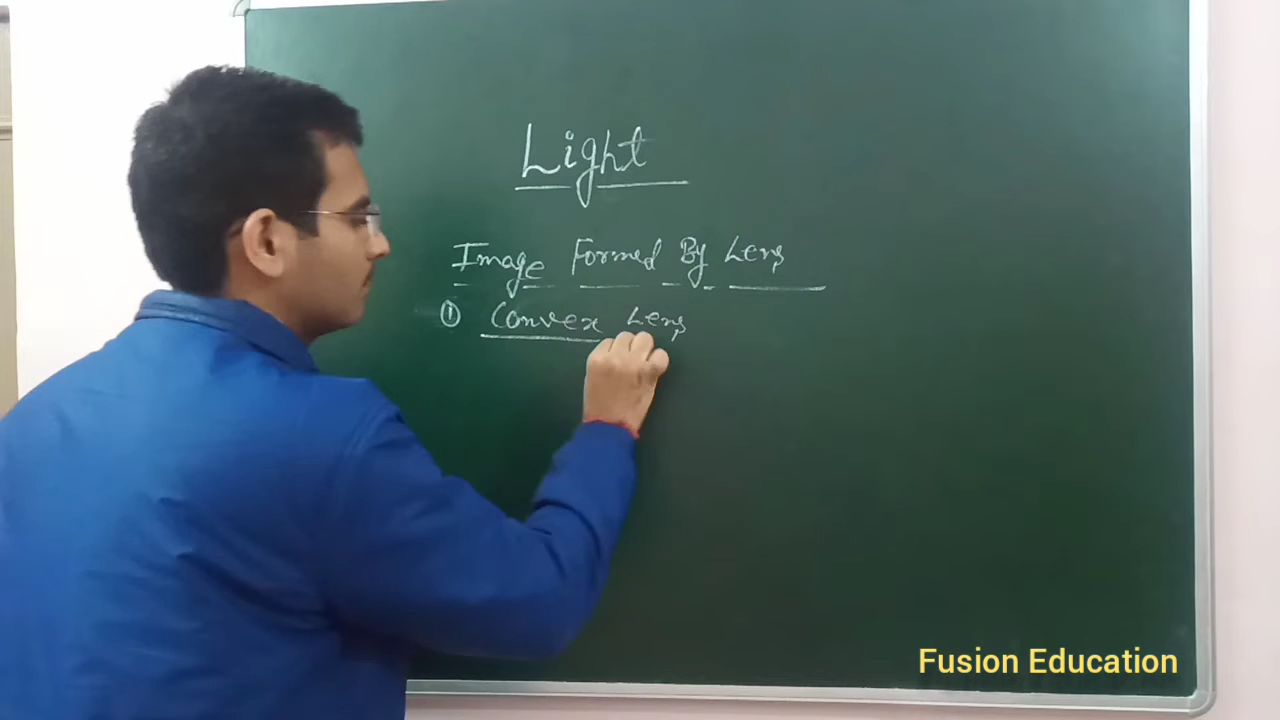 Light
Image Formed By Lens
① Convex Lens
Fusion Education